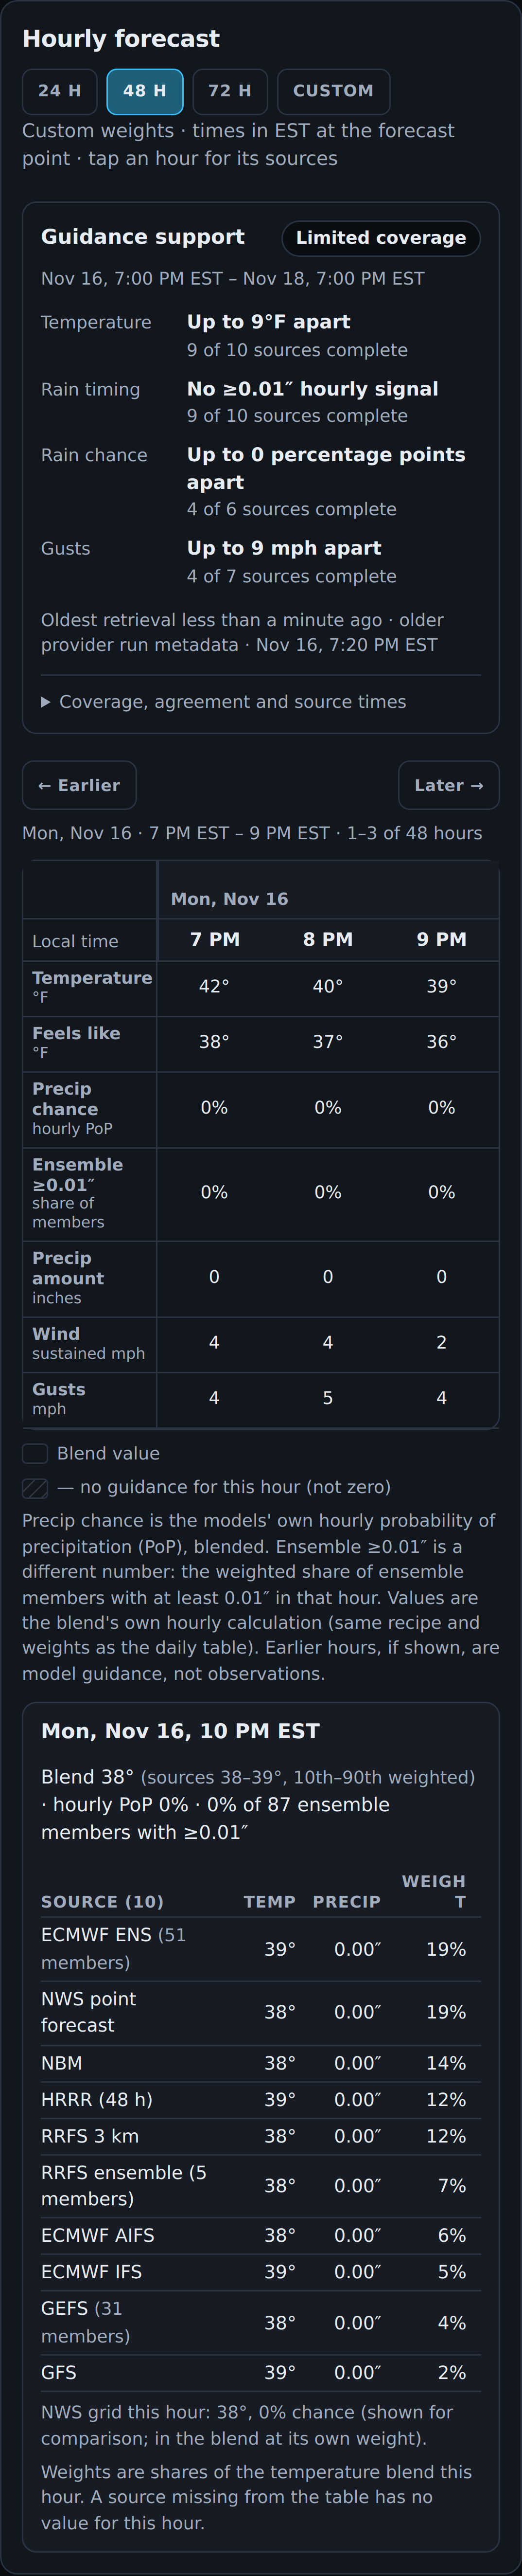 Hourly forecast
24 H
48 H
72 H
CUSTOM
Custom weights · times in EST at the forecast
point · tap an hour for its sources
Guidance support
Limited coverage
Nov 16, 7:00 PM EST – Nov 18, 7:00 PM EST
Temperature
Up to 9°F apart
9 of 10 sources complete
Rain timing
No ≥0.01″ hourly signal
9 of 10 sources complete
Rain chance
Up to 0 percentage points
apart
4 of 6 sources complete
Gusts
Up to 9 mph apart
4 of 7 sources complete
Oldest retrieval less than a minute ago · older
provider run metadata · Nov 16, 7:20 PM EST
▶ Coverage, agreement and source times
← Earlier
Later →
Mon, Nov 16 · 7 PM EST – 9 PM EST · 1–3 of 48 hours
Mon, Nov 16
Local time 7 PM 8 PM 9 PM
Temperature
°F
42° 40° 39°
Feels like
°F
38° 37° 36°
Precip
chance
hourly PoP
0% 0% 0%
Ensemble
≥0.01″
share of
members
0% 0% 0%
Precip
amount
inches
0 0 0
Wind
sustained mph
4 4 2
Gusts
mph
4 5 4
Blend value
— no guidance for this hour (not zero)
Precip chance is the models' own hourly probability of
precipitation (PoP), blended. Ensemble ≥0.01″ is a
different number: the weighted share of ensemble
members with at least 0.01″ in that hour. Values are
the blend's own hourly calculation (same recipe and
weights as the daily table). Earlier hours, if shown, are
model guidance, not observations.
Mon, Nov 16, 10 PM EST
Blend 38° (sources 38–39°, 10th–90th weighted)
· hourly PoP 0% · 0% of 87 ensemble
members with ≥0.01″
SOURCE (10) TEMP PRECIP WEIGH
T
ECMWF ENS (51
members)
39° 0.00″ 19%
NWS point
forecast
38° 0.00″ 19%
NBM 38° 0.00″ 14%
HRRR (48 h) 39° 0.00″ 12%
RRFS 3 km 38° 0.00″ 12%
RRFS ensemble (5
members)
38° 0.00″ 7%
ECMWF AIFS 38° 0.00″ 6%
ECMWF IFS 39° 0.00″ 5%
GEFS (31
members)
38° 0.00″ 4%
GFS 39° 0.00″ 2%
NWS grid this hour: 38°, 0% chance (shown for
comparison; in the blend at its own weight).
Weights are shares of the temperature blend this
hour. A source missing from the table has no
value for this hour.